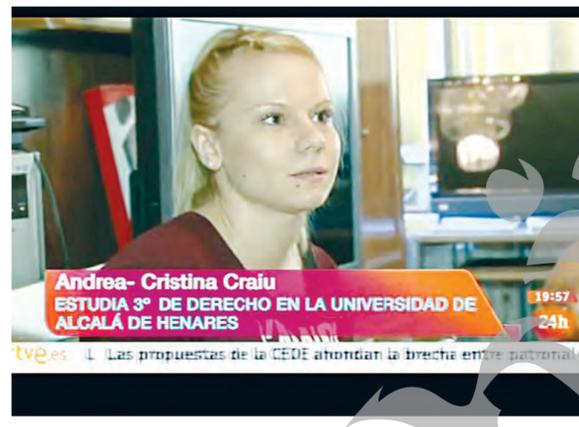 Andrea- Cristina Craiu
ESTUDIA 3º DE DERECHO EN LA UNIVERSIDAD DE
ALCALÁ DE HENARES
19:57
24h
rtve.es Las propuestas de la CEOE ahondan la brecha entre patronal